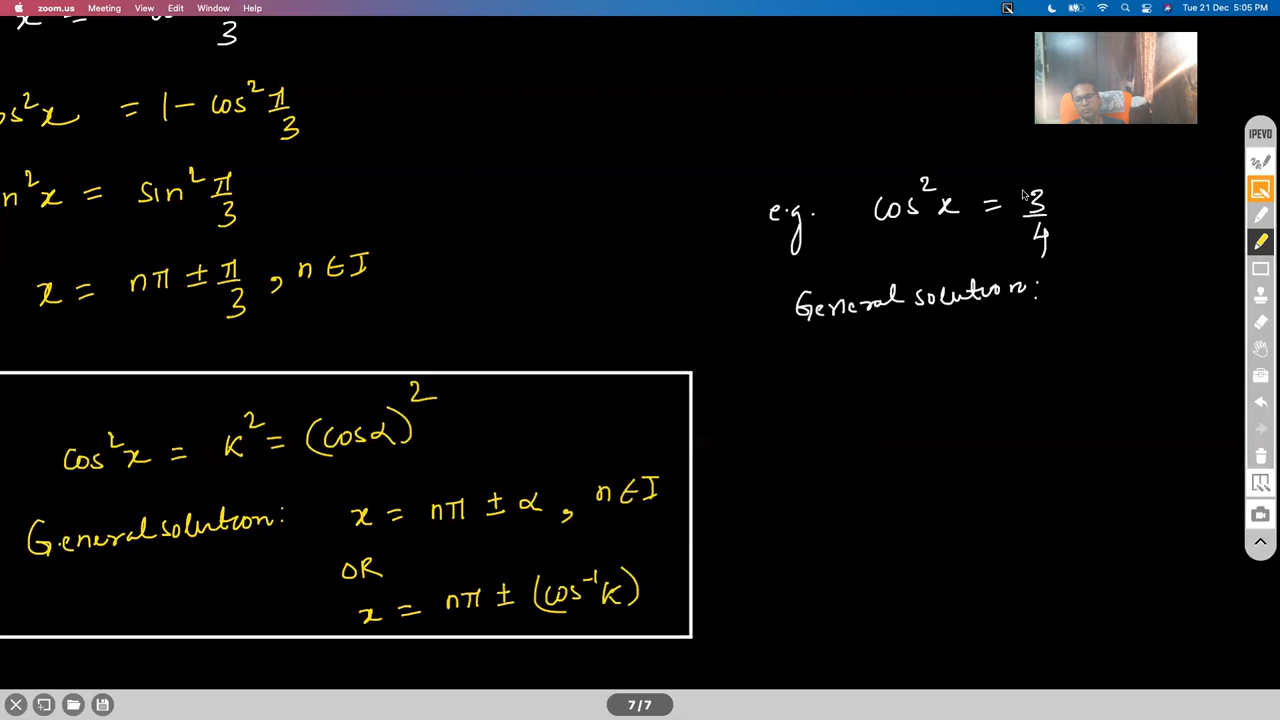 zoom.us Meeting View Edit Window Help Tue 21 Dec 5:05 PM
3
os²x = 1 - cos² π/3
n²x = sin² π/3
x = nπ ± π/3 , n ∈ I
cos²x = K² = (cosα)²
General solution: x = nπ ± α , n ∈ I
OR
x = nπ ± (cos⁻¹K)
e.g. cos²x = 3/4
General solution:
IPEVO
7/7